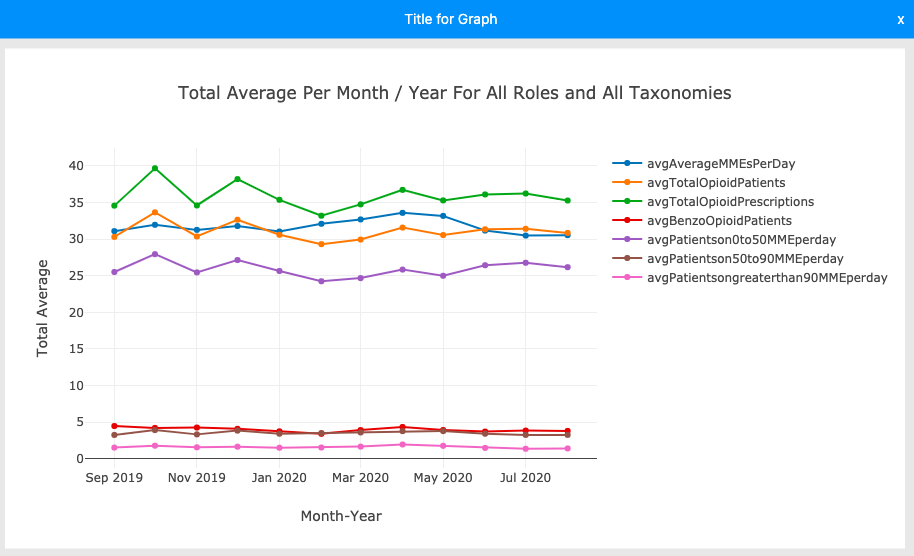 Title for Graph
x
Total Average Per Month / Year For All Roles and All Taxonomies
avgAverageMMEsPerDay
avgTotalOpioidPatients
avgTotalOpioidPrescriptions
avgBenzoOpioidPatients
avgPatientson0to50MMEperday
avgPatientson50to90MMEperday
avgPatientsongreaterthan90MMEperday
Total Average
40
35
30
25
20
15
10
5
0
Sep 2019
Nov 2019
Jan 2020
Mar 2020
May 2020
Jul 2020
Month-Year